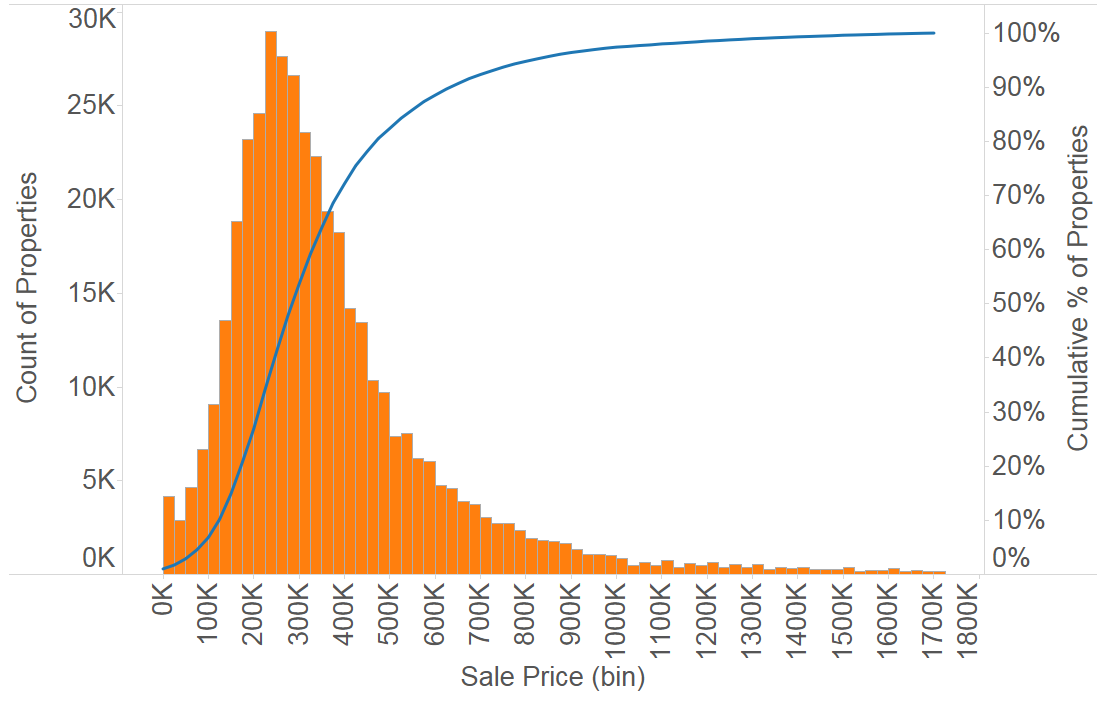 Count of Properties
30K
25K
20K
15K
10K
5K
0K
100%
90%
80%
70%
60%
50%
40%
30%
20%
10%
0%
Cumulative % of Properties
0K
100K
200K
300K
400K
500K
600K
700K
800K
900K
1000K
1100K
1200K
1300K
1400K
1500K
1600K
1700K
1800K
Sale Price (bin)